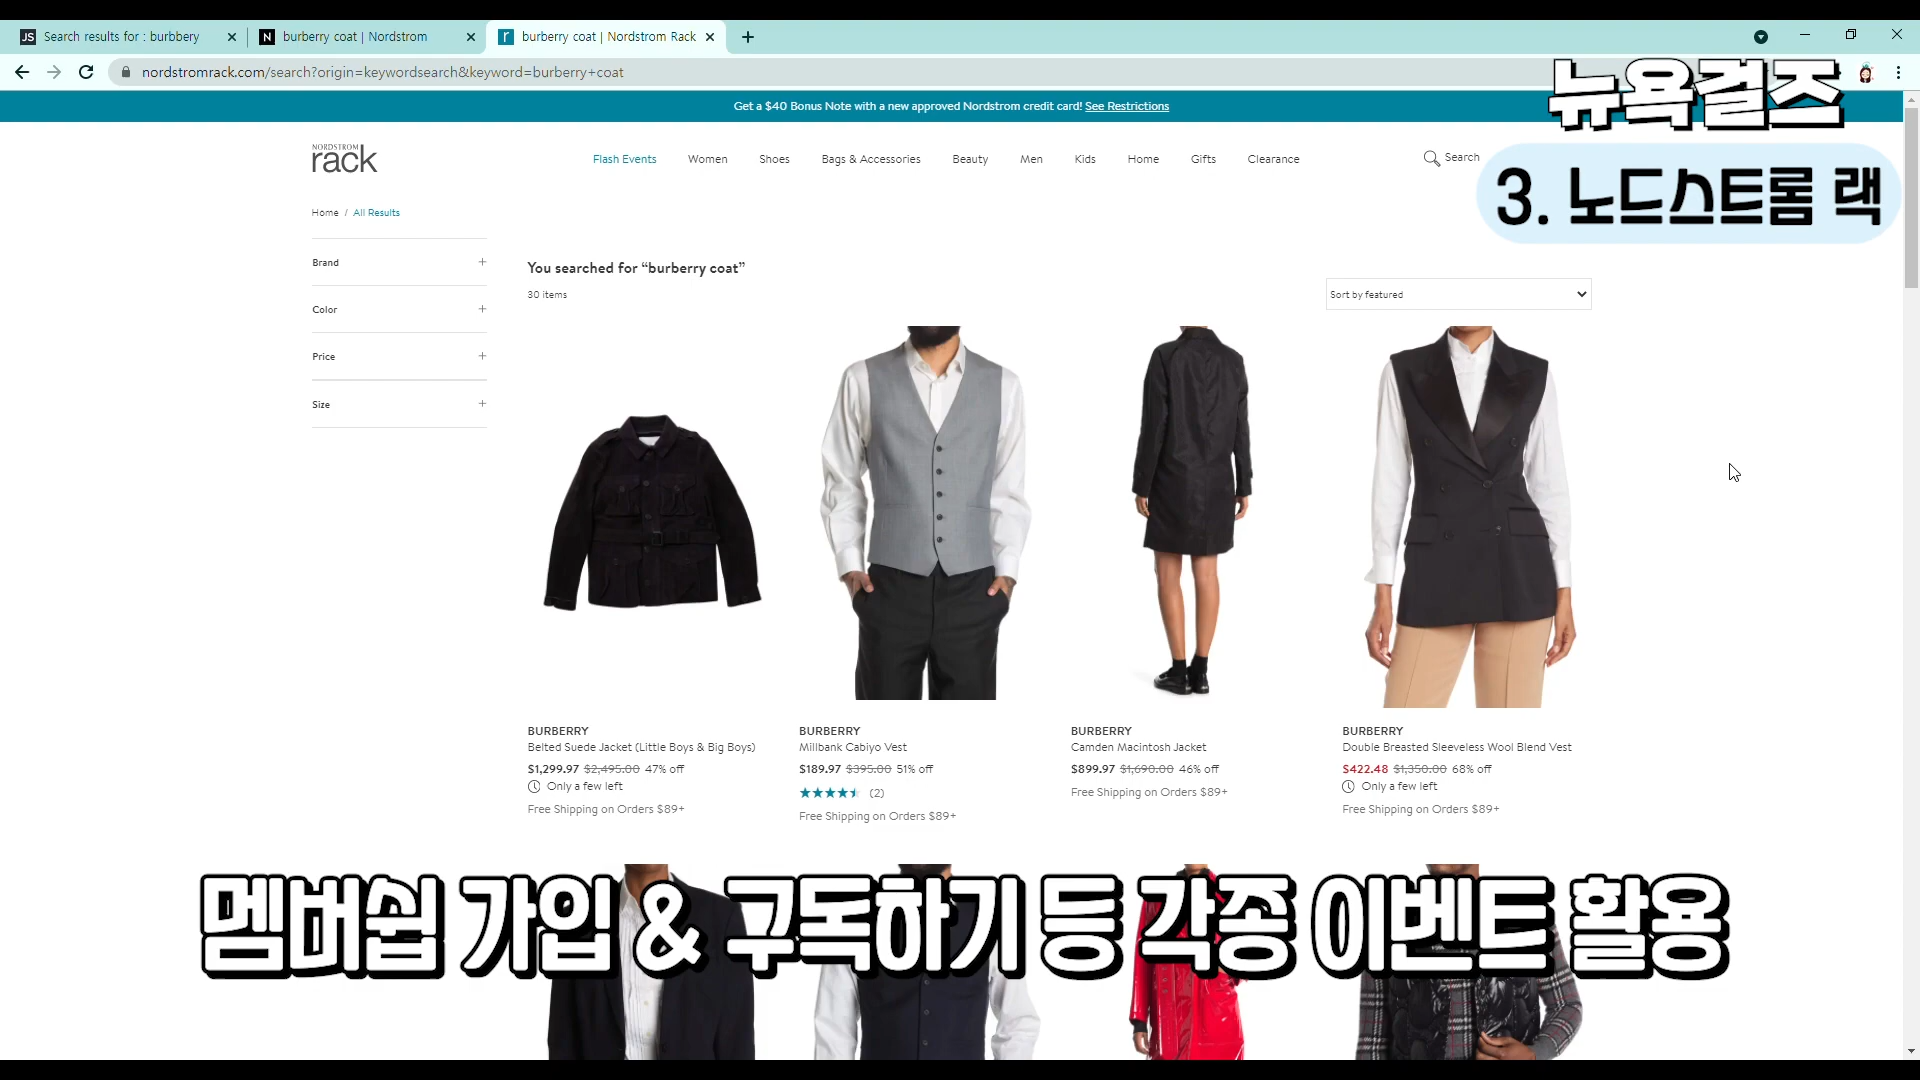 JS Search results for : burbbery
N burberry coat | Nordstrom
r burberry coat | Nordstrom Rack
nordstromrack.com/search?origin=keywordsearch&keyword=burberry+coat
뉴욕걸즈
Get a $40 Bonus Note with a new approved Nordstrom credit card! See Restrictions
NORDSTROM
rack
Flash Events Women Shoes Bags & Accessories Beauty Men Kids Home Gifts Clearance
Search
3. 노드스트롬 랙
Home / All Results
Brand +
Color +
Price +
Size +
You searched for “burberry coat”
30 items
Sort by featured
BURBERRY
Belted Suede Jacket (Little Boys & Big Boys)
$1,299.97 $2,495.00 47% off
Only a few left
Free Shipping on Orders $89+
BURBERRY
Millbank Cabiyo Vest
$189.97 $395.00 51% off
(2)
Free Shipping on Orders $89+
BURBERRY
Camden Macintosh Jacket
$899.97 $1,690.00 46% off
Free Shipping on Orders $89+
BURBERRY
Double Breasted Sleeveless Wool Blend Vest
$422.48 $1,350.00 68% off
Only a few left
Free Shipping on Orders $89+
멤버쉽 가입 & 구독하기 등 각종 이벤트 활용